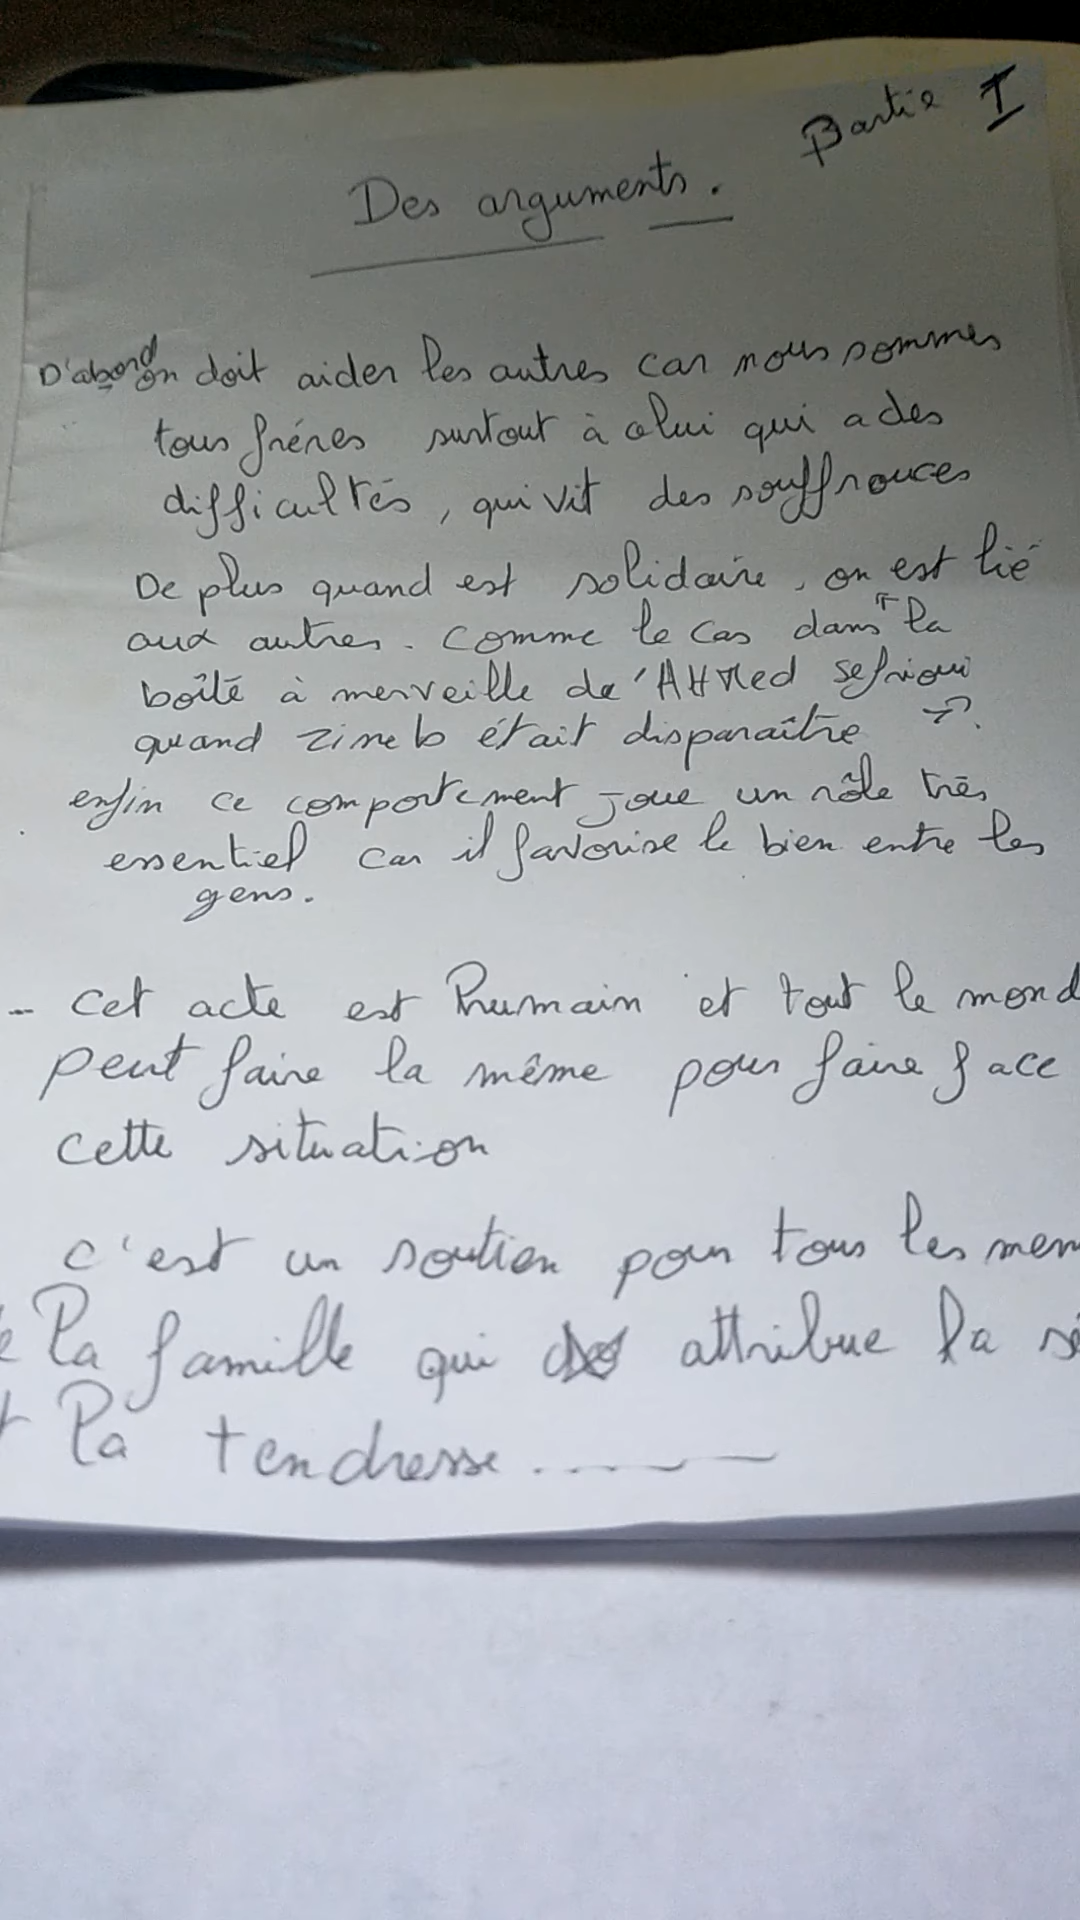 Partie I
Des arguments.
D'abord on doit aider les autres car nous sommes
tous fréres surtout à celui qui a des
difficultés, qui vit des souffrances
De plus quand est solidaire, on est lié
aux autres. Comme le cas dans la
boîté à merveille de 'AHMed sefrioui
quand zineb était disparaître
enfin ce comportement joue un rôle très
essentiel car il favorise le bien entre les
gens.
- Cet acte est humain et tout le mond
peut faire la même pour faire face
cette situation
c'est un soutien pour tous les mem
la famille qui attribue la sé
la tendresse